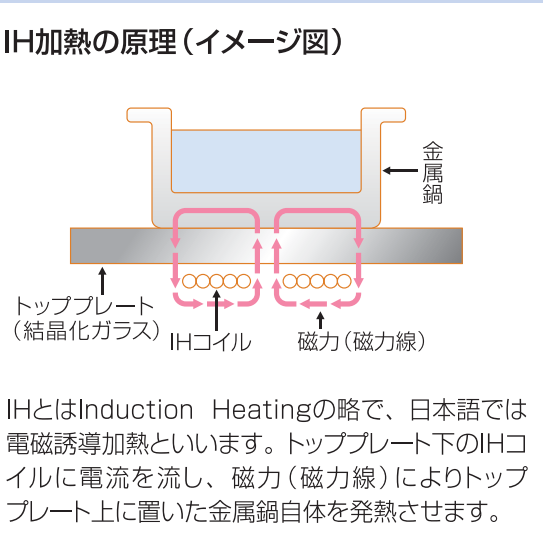 IH加熱の原理（イメージ図）
金属鍋
トッププレート
（結晶化ガラス）
IHコイル
磁力（磁力線）
IHとはInduction Heatingの略で、日本語では
電磁誘導加熱といいます。トッププレート下のIHコ
イルに電流を流し、磁力（磁力線）によりトップ
プレート上に置いた金属鍋自体を発熱させます。